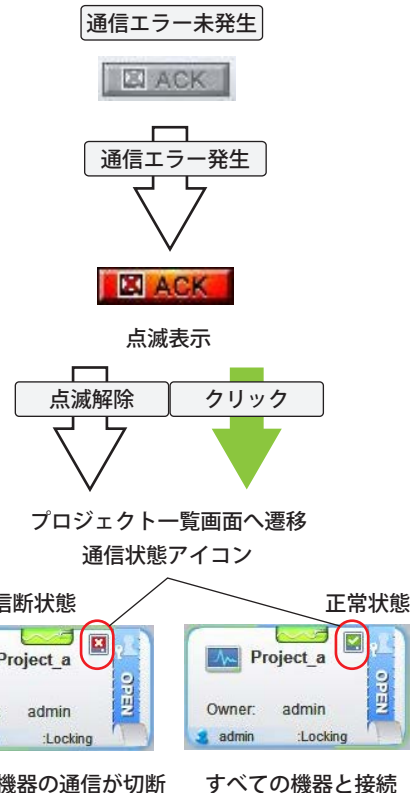 通信エラー未発生
ACK
通信エラー発生
ACK
点滅表示
点滅解除 クリック
プロジェクト一覧画面へ遷移
通信状態アイコン
信断状態 正常状態
Project_a
OPEN
admin
:Locking
Project_a
OPEN
Owner: admin
admin :Locking
機器の通信が切断 すべての機器と接続